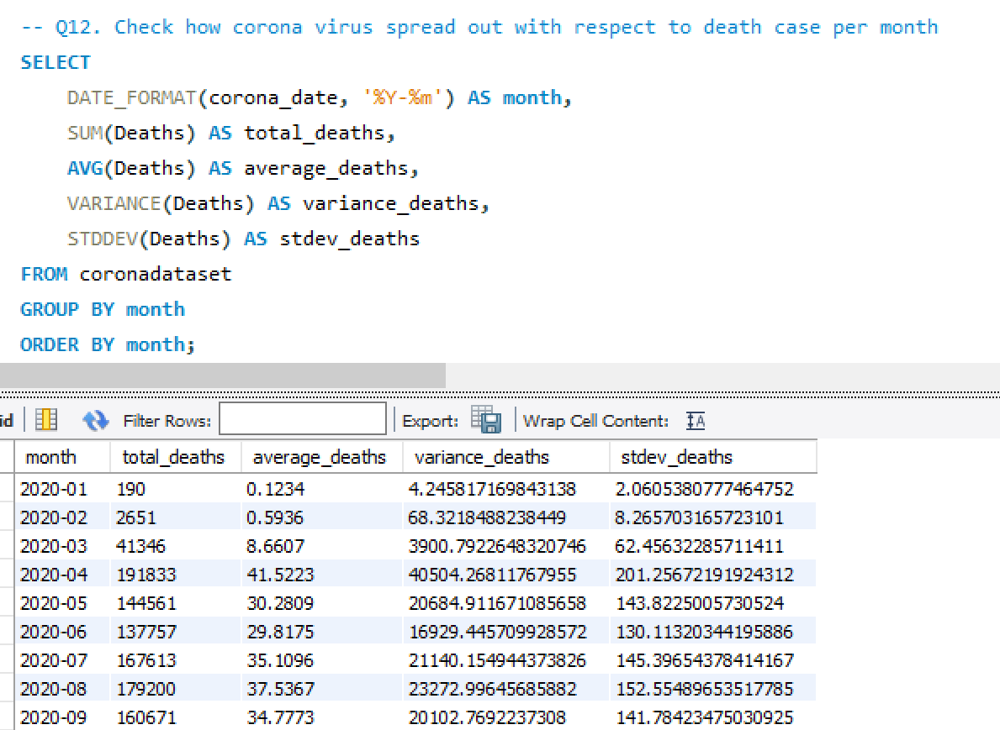 -- Q12. Check how corona virus spread out with respect to death case per month
SELECT
DATE_FORMAT(corona_date, '%Y-%m') AS month,
SUM(Deaths) AS total_deaths,
AVG(Deaths) AS average_deaths,
VARIANCE(Deaths) AS variance_deaths,
STDDEV(Deaths) AS stdev_deaths
FROM coronadataset
GROUP BY month
ORDER BY month;
id Filter Rows: Export: Wrap Cell Content: IA
month total_deaths average_deaths variance_deaths stdev_deaths
2020-01 190 0.1234 4.245817169843138 2.0605380777464752
2020-02 2651 0.5936 68.3218488238449 8.265703165723101
2020-03 41346 8.6607 3900.7922648320746 62.45632285711411
2020-04 191833 41.5223 40504.26811767955 201.25672191924312
2020-05 144561 30.2809 20684.911671085658 143.8225005730524
2020-06 137757 29.8175 16929.445709928572 130.11320344195886
2020-07 167613 35.1096 21140.154944373826 145.39654378414167
2020-08 179200 37.5367 23272.99645685882 152.55489653517785
2020-09 160671 34.7773 20102.7692237308 141.78423475030925